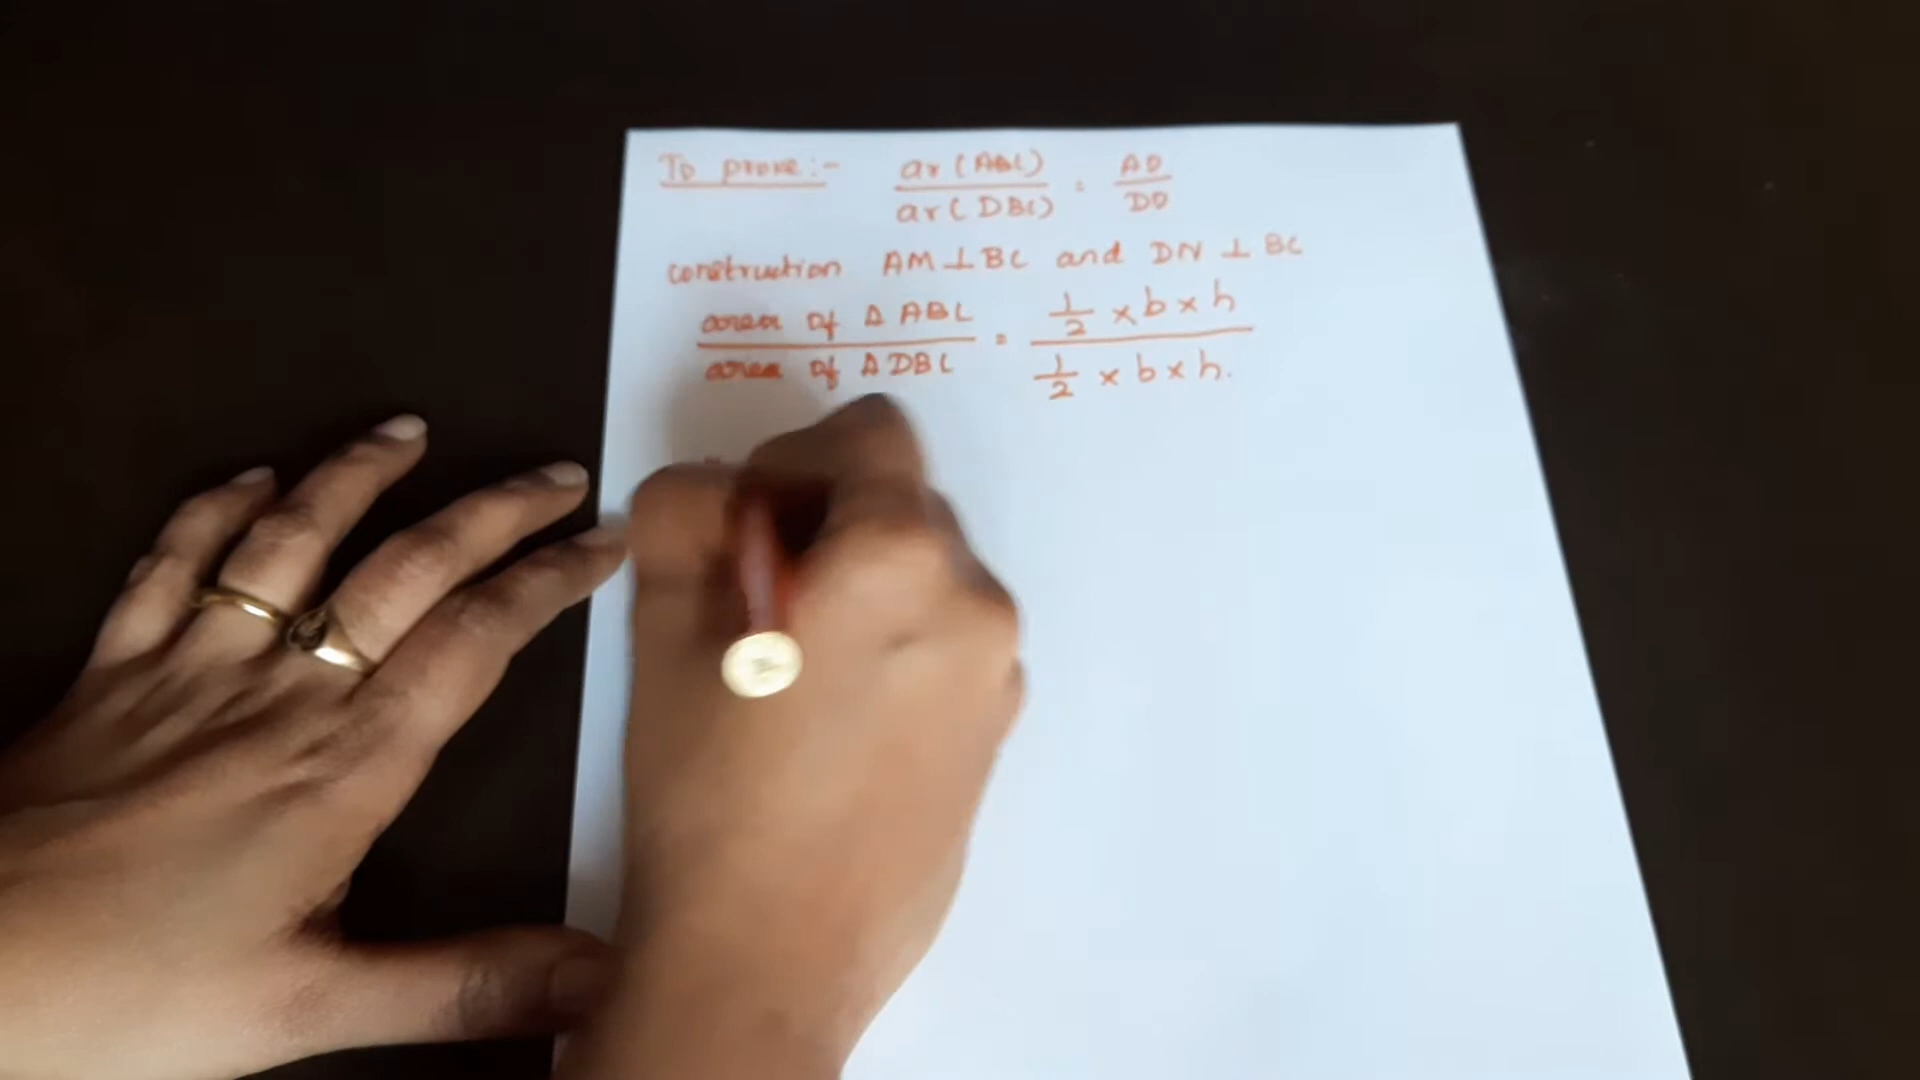 To prove :- ar (ABC) / ar (DBC) = AO / DO
construction AM ⊥ BC and DN ⊥ BC
area of Δ ABC / area of Δ DBC = 1/2 × b × h / 1/2 × b × h.